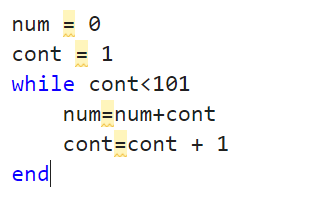 num = 0
cont = 1
while cont<101
    num=num+cont
    cont=cont + 1
end